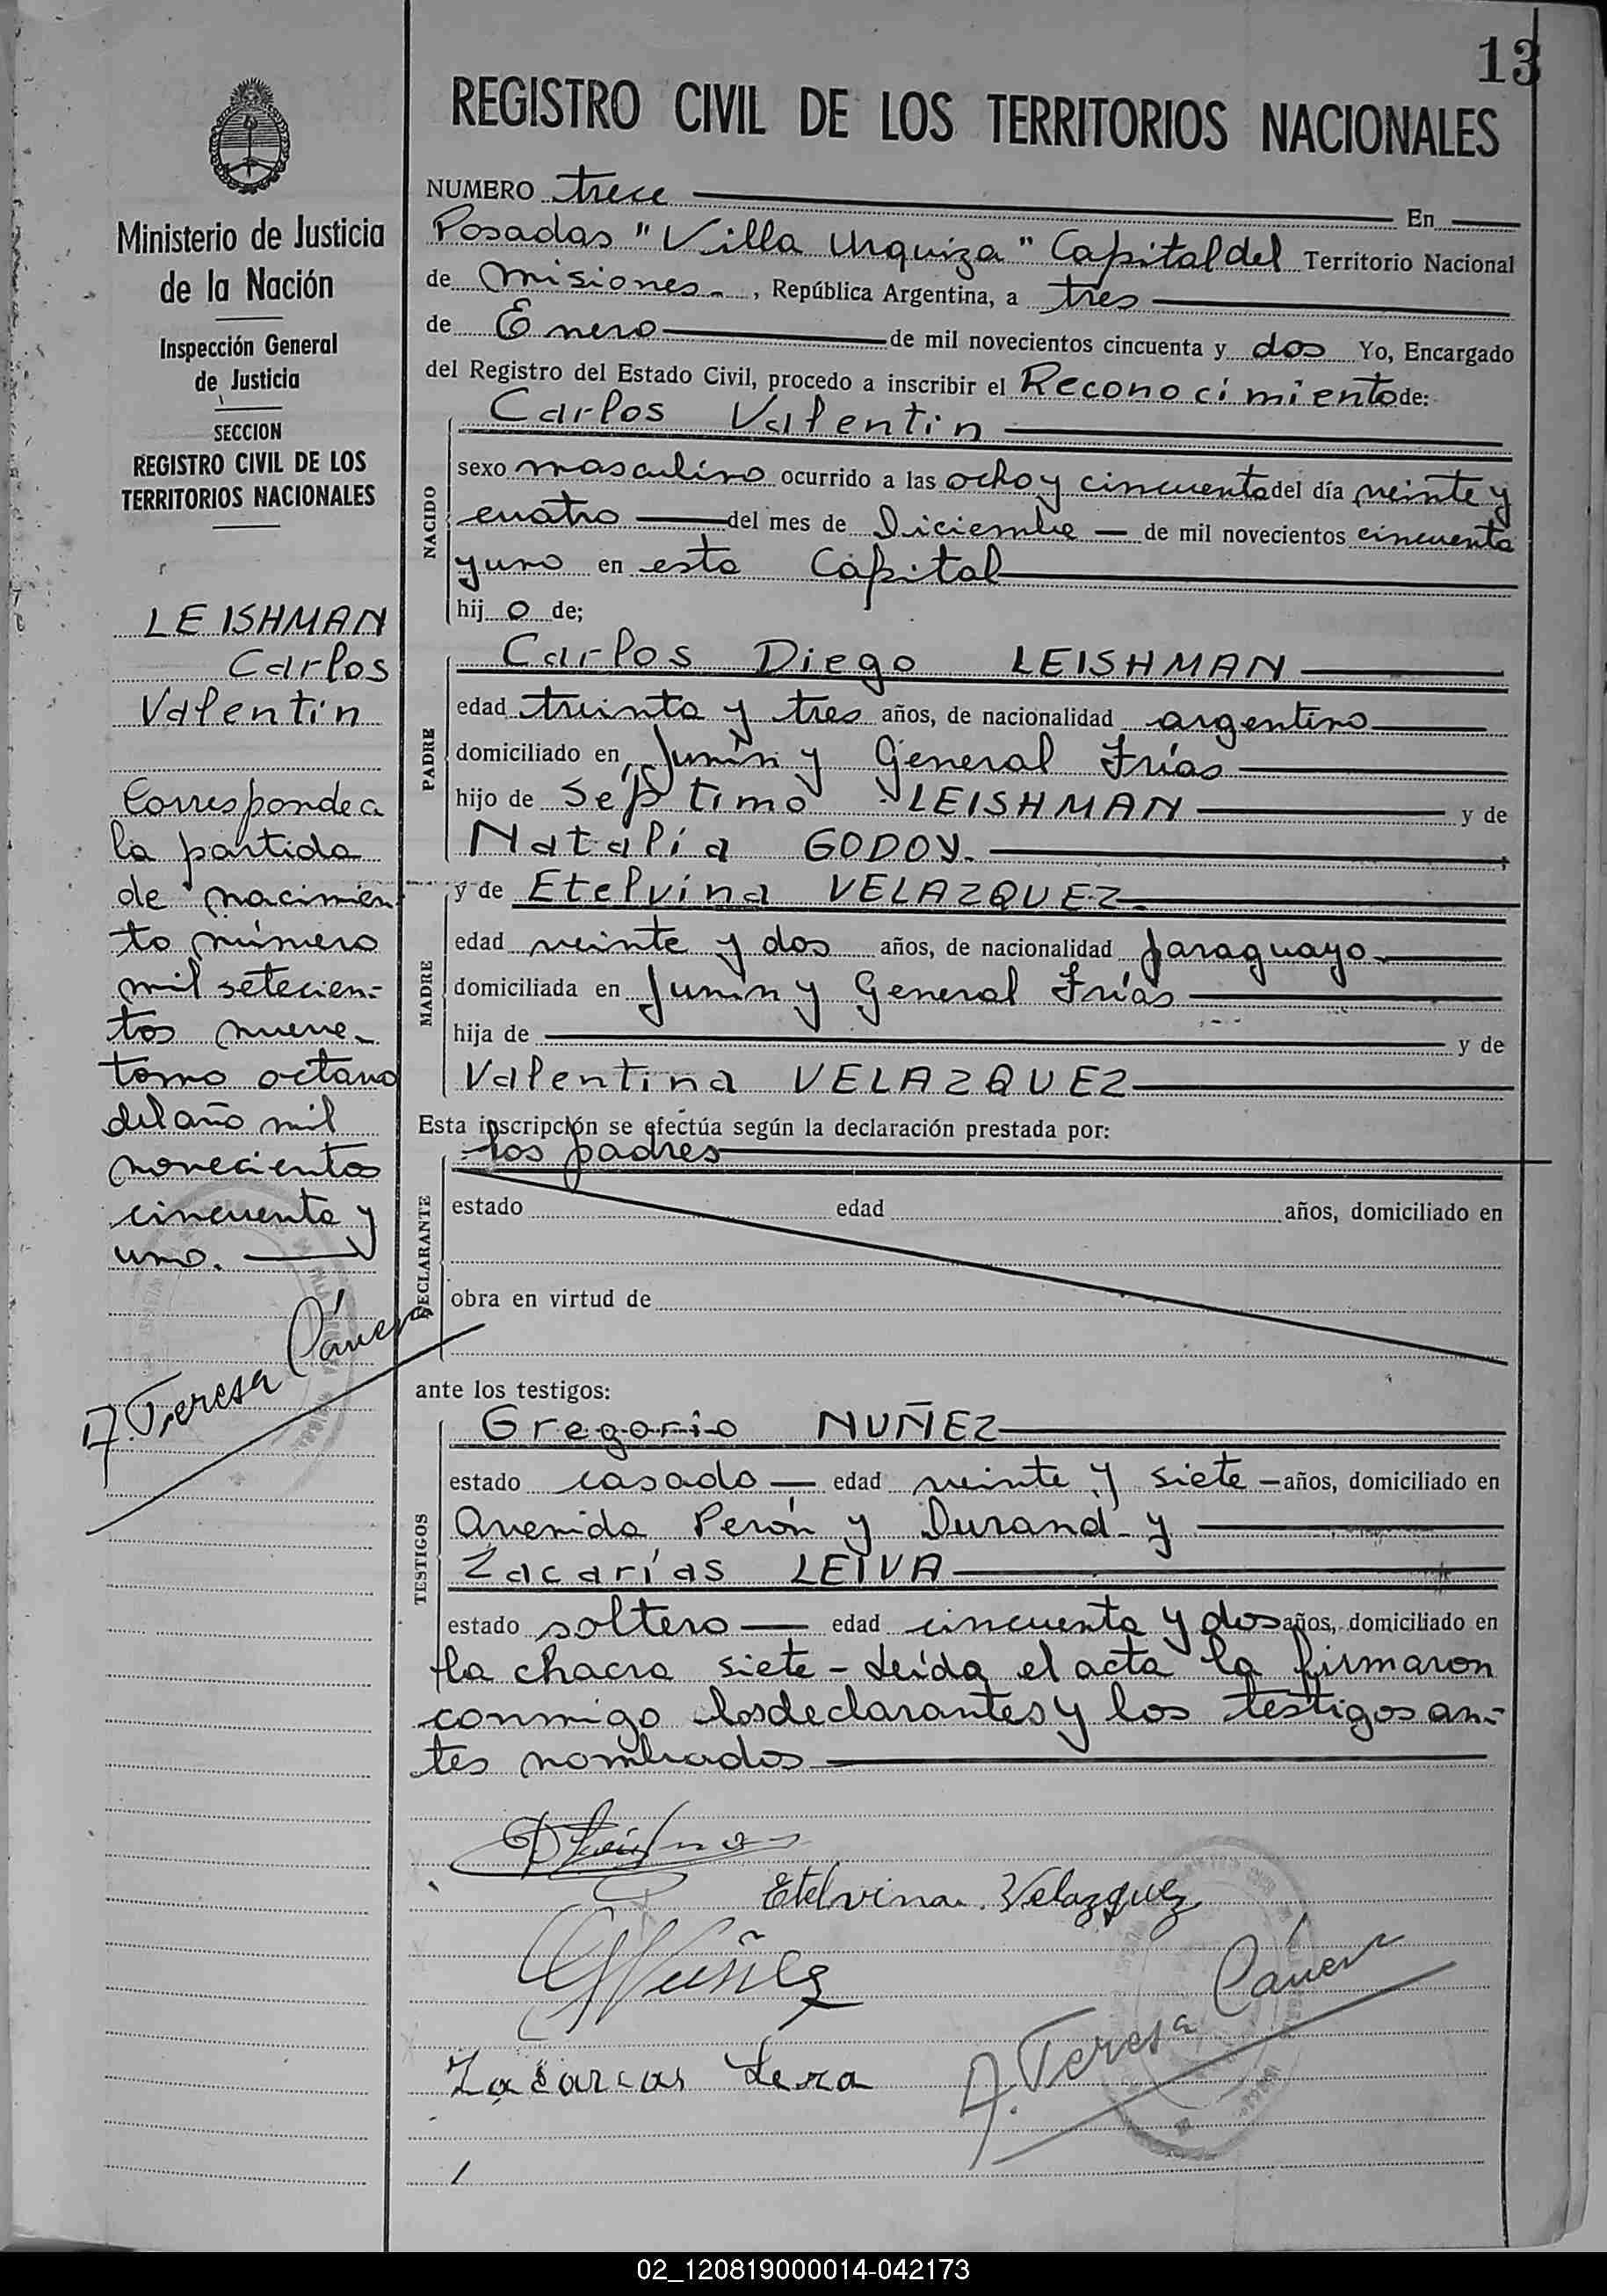 13
REGISTRO CIVIL DE LOS TERRITORIOS NACIONALES
Ministerio de Justicia
de la Nación
Inspección General
de Justicia
SECCION
REGISTRO CIVIL DE LOS
TERRITORIOS NACIONALES
LEISHMAN
Carlos
Valentin
Corresponde a
la partida
de nacimien
to número
mil setecien-
tos nueve
tomo octavo
del año mil
novecientos
cincuenta y
uno.
A. Teresa
NUMERO trece En
Posadas "Villa Urquiza" Capital del Territorio Nacional
de Misiones, República Argentina, a tres
de Enero de mil novecientos cincuenta y dos Yo, Encargado
del Registro del Estado Civil, procedo a inscribir el Reconocimiento de:
NACIDO
Carlos Valentin
sexo masculino ocurrido a las ocho y cincuenta del día veinte y
cuatro del mes de Diciembre de mil novecientos cincuenta
y uno en esta Capital
hijo de;
PADRE
Carlos Diego LEISHMAN
edad treinta y tres años, de nacionalidad argentino
domiciliado en Junín y General Frías
hijo de Séptimo LEISHMAN y de
Natalia GODOY.
MADRE
y de Etelvina VELAZQUEZ
edad veinte y dos años, de nacionalidad paraguayo
domiciliada en Junín y General Frías
hija de y de
Valentina VELAZQUEZ
Esta inscripción se efectúa según la declaración prestada por:
DECLARANTE
los padres
estado edad años, domiciliado en
obra en virtud de
ante los testigos:
TESTIGOS
Gregorio NUÑEZ
estado casado edad veinte y siete años, domiciliado en
Avenida Perón y Durand y
Zacarías LEIVA
estado soltero edad cincuenta y dos años, domiciliado en
la chacra siete - Leída el acta la firmaron
conmigo los declarantes y los testigos an-
tes nombrados
Etelvina Velazquez
GNuñez
A. Teresa
02_120819000014-042173